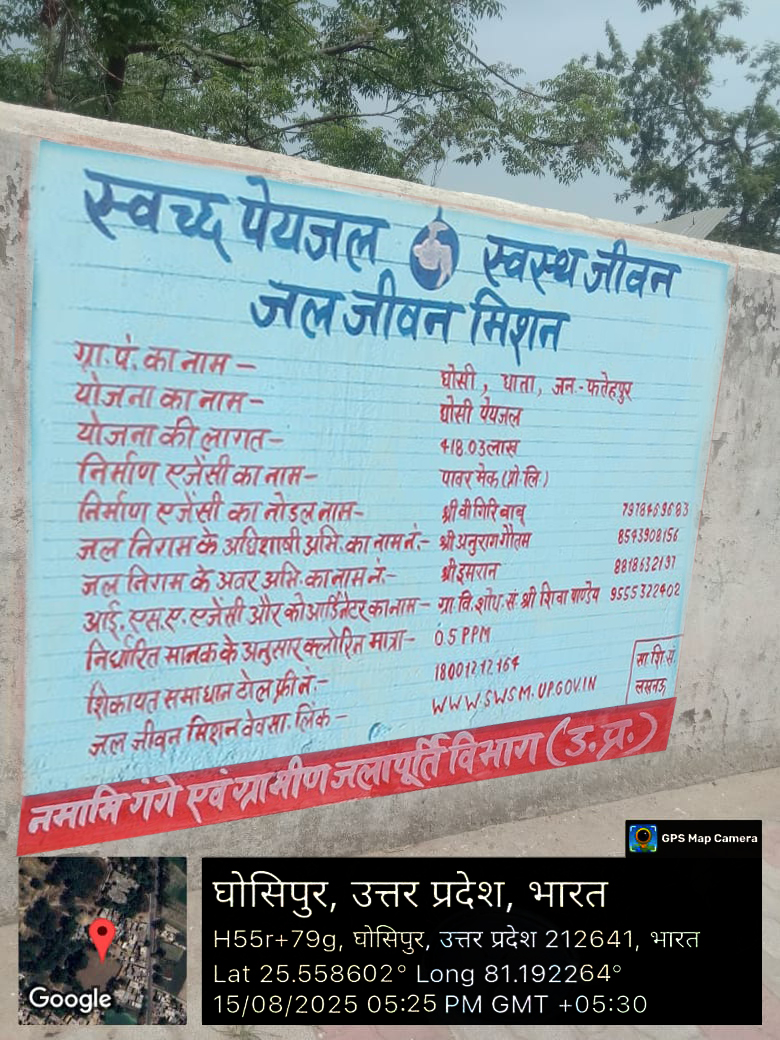 स्वच्छ पेयजल स्वस्थ जीवन
जल जीवन मिशन
ग्रा.पं. का नाम – घोसी, धाता, जन.-फतेहपुर
योजना का नाम – घोसी पेयजल
योजना की लागत – 418.03 लाख
निर्माण एजेंसी का नाम – पावर मेक (प्रो.लि.)
निर्माण एजेंसी का नोडल नाम – श्री वी गिरि बाबू 7978469683
जल निगम के अधिशाषी अभि. का नाम नं.- श्री अनुराग गौतम 8543908156
जल निगम के अवर अभि. का नाम नं.- श्री इमरान 8818632137
आई.एस.ए. एजेंसी और कोआर्डिनेटर का नाम – ग्रा.वि.शोध.सं. श्री शिवा पाण्डेय 9555322402
निर्धारित मानक के अनुसार क्लोरिन मात्रा- 0.5 PPM
शिकायत समाधान टोल फ्री नं.- 18001212164
जल जीवन मिशन वेवसा. लिंक – WWW.SWSM.UP.GOV.IN
सा.शि.सं.
लखनऊ
नमामि गंगे एवं ग्रामीण जलापूर्ति विभाग (उ.प्र.)
GPS Map Camera
घोसिपुर, उत्तर प्रदेश, भारत
H55r+79g, घोसिपुर, उत्तर प्रदेश 212641, भारत
Lat 25.558602° Long 81.192264°
15/08/2025 05:25 PM GMT +05:30
Google